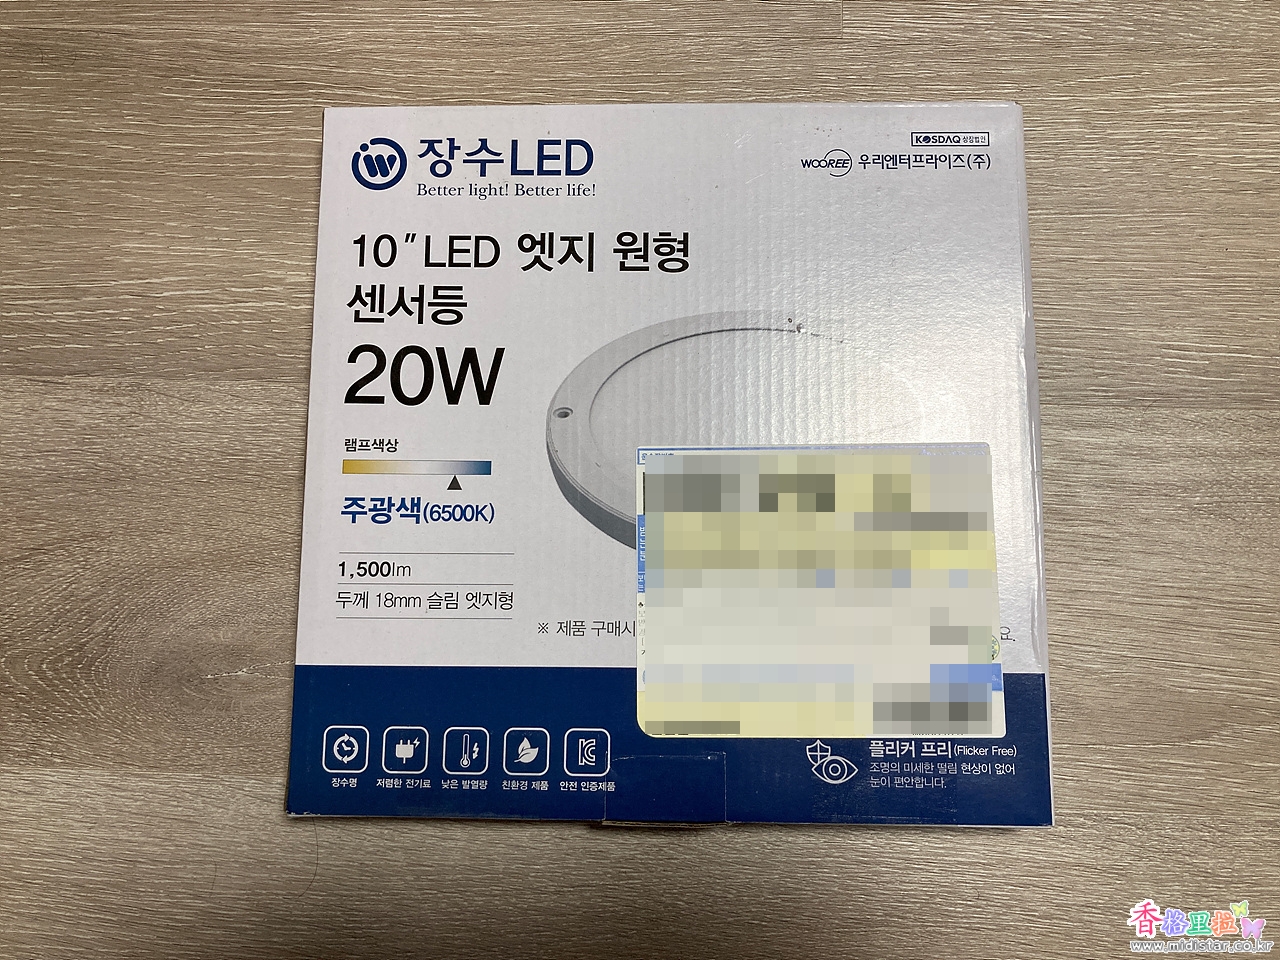 장수LED
Better light! Better life!
KOSDAQ 상장법인
WOOREE 우리엔터프라이즈(주)
10" LED 엣지 원형
센서등
20W
램프색상
주광색(6500K)
1,500lm
두께 18mm 슬림 엣지형
※ 제품 구매시
요.
장수명
저렴한 전기료
낮은 발열량
친환경 제품
안전 인증제품
플리커 프리(Flicker Free)
조명의 미세한 떨림 현상이 없어
눈이 편안합니다.
香格里拉
www.midistar.co.kr